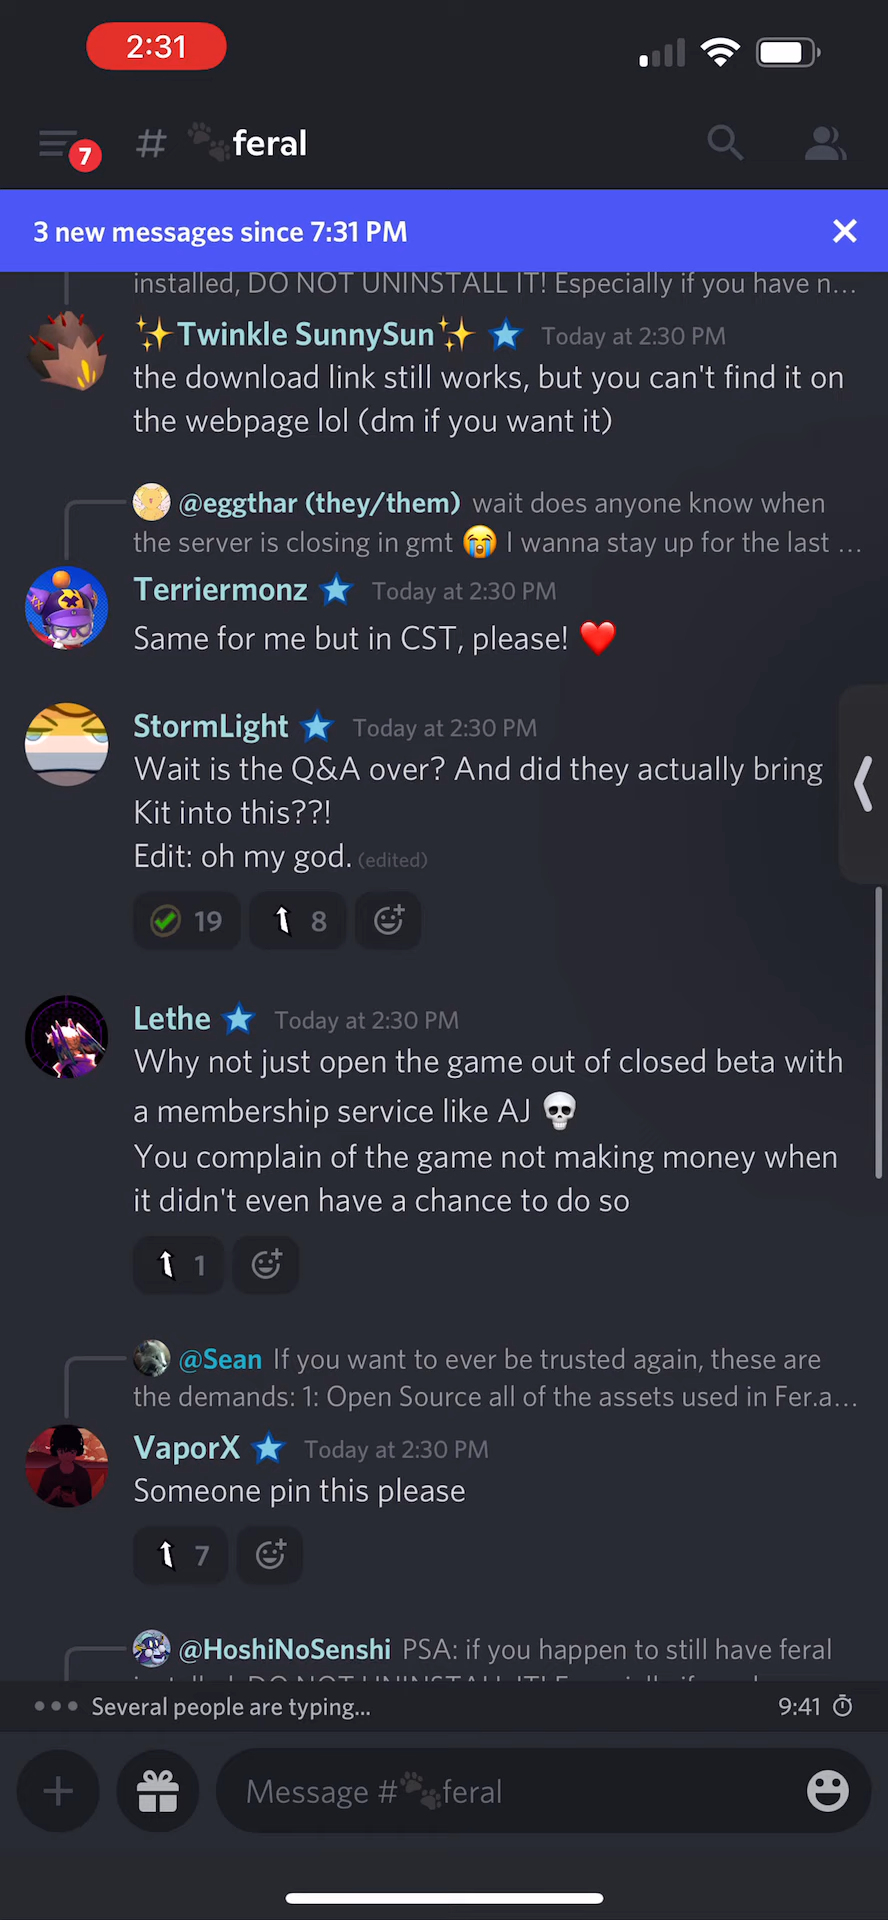 2:31
7
# feral
3 new messages since 7:31 PM
installed, DO NOT UNINSTALL IT! Especially if you have n...
✨Twinkle SunnySun✨ Today at 2:30 PM
the download link still works, but you can't find it on
the webpage lol (dm if you want it)
@eggthar (they/them) wait does anyone know when
the server is closing in gmt 😭 I wanna stay up for the last ...
Terriermonz Today at 2:30 PM
Same for me but in CST, please! ❤️
StormLight Today at 2:30 PM
Wait is the Q&A over? And did they actually bring
Kit into this??!
Edit: oh my god. (edited)
19 8
Lethe Today at 2:30 PM
Why not just open the game out of closed beta with
a membership service like AJ 💀
You complain of the game not making money when
it didn't even have a chance to do so
1
@Sean If you want to ever be trusted again, these are
the demands: 1: Open Source all of the assets used in Fer.a...
VaporX Today at 2:30 PM
Someone pin this please
7
@HoshiNoSenshi PSA: if you happen to still have feral
Several people are typing...
9:41
Message #🐾feral